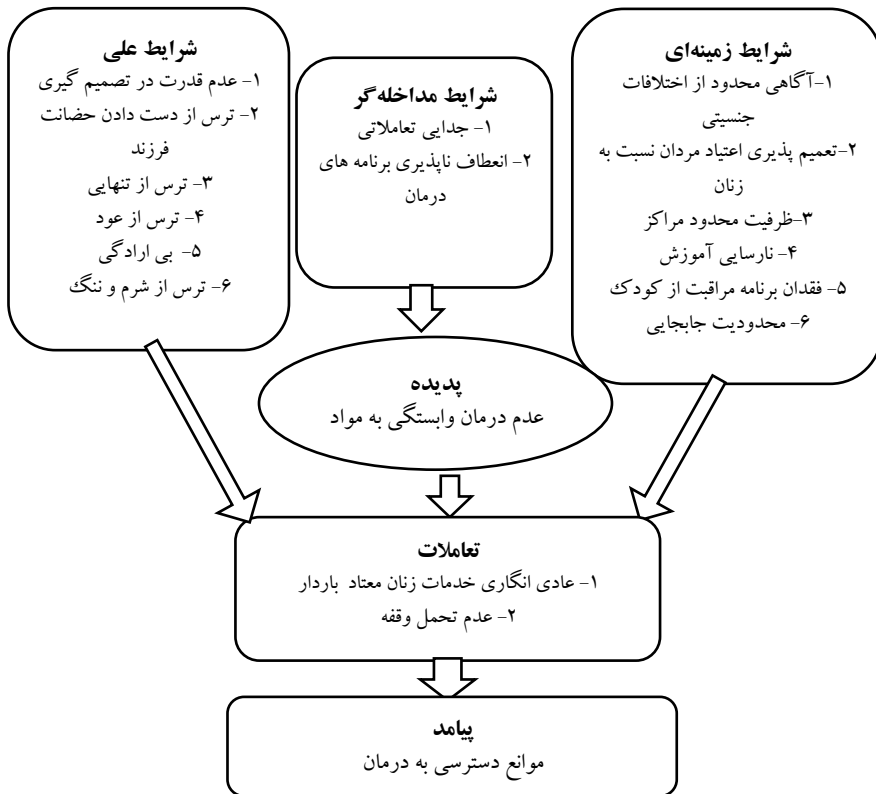 شرایط زمینه‌ای
۱-آگاهی محدود از اختلافات
جنسیتی
۲-تعمیم پذیری اعتیاد مردان نسبت به
زنان
۳-ظرفیت محدود مراکز
۴- نارسایی آموزش
۵- فقدان برنامه مراقبت از کودک
۶- محدودیت جابجایی
شرایط مداخله‌گر
۱- جدایی تعاملاتی
۲- انعطاف ناپذیری برنامه های
درمان
شرایط علی
۱- عدم قدرت در تصمیم گیری
۲- ترس از دست دادن حضانت
فرزند
۳- ترس از تنهایی
۴- ترس از عود
۵- بی ارادگی
۶- ترس از شرم و ننگ
پدیده
عدم درمان وابستگی به مواد
تعاملات
۱- عادی انگاری خدمات زنان معتاد باردار
۲- عدم تحمل وقفه
پیامد
موانع دسترسی به درمان